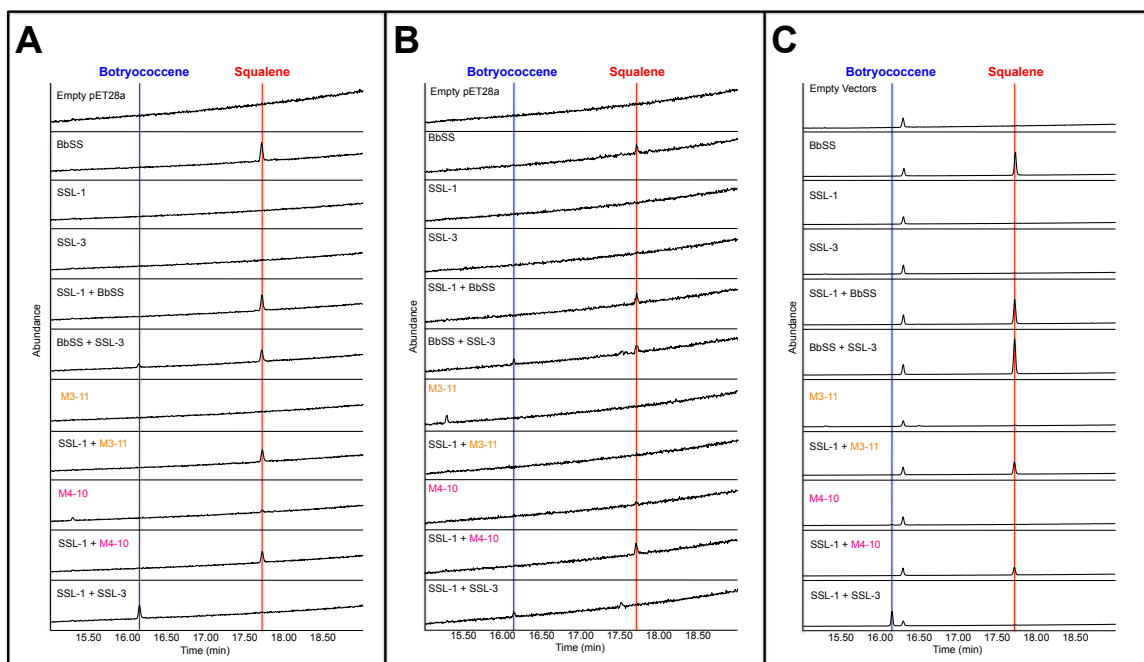 A
Botryococcene Squalene
Empty pET28a
BbSS
SSL-1
SSL-3
SSL-1 + BbSS
BbSS + SSL-3
M3-11
SSL-1 + M3-11
M4-10
SSL-1 + M4-10
SSL-1 + SSL-3
Abundance
15.50 16.00 16.50 17.00 17.50 18.00 18.50
Time (min)
B
Botryococcene Squalene
Empty pET28a
BbSS
SSL-1
SSL-3
SSL-1 + BbSS
BbSS + SSL-3
M3-11
SSL-1 + M3-11
M4-10
SSL-1 + M4-10
SSL-1 + SSL-3
Abundance
15.50 16.00 16.50 17.00 17.50 18.00 18.50
Time (min)
C
Botryococcene Squalene
Empty Vectors
BbSS
SSL-1
SSL-3
SSL-1 + BbSS
BbSS + SSL-3
M3-11
SSL-1 + M3-11
M4-10
SSL-1 + M4-10
SSL-1 + SSL-3
Abundance
15.50 16.00 16.50 17.00 17.50 18.00 18.50
Time (min)